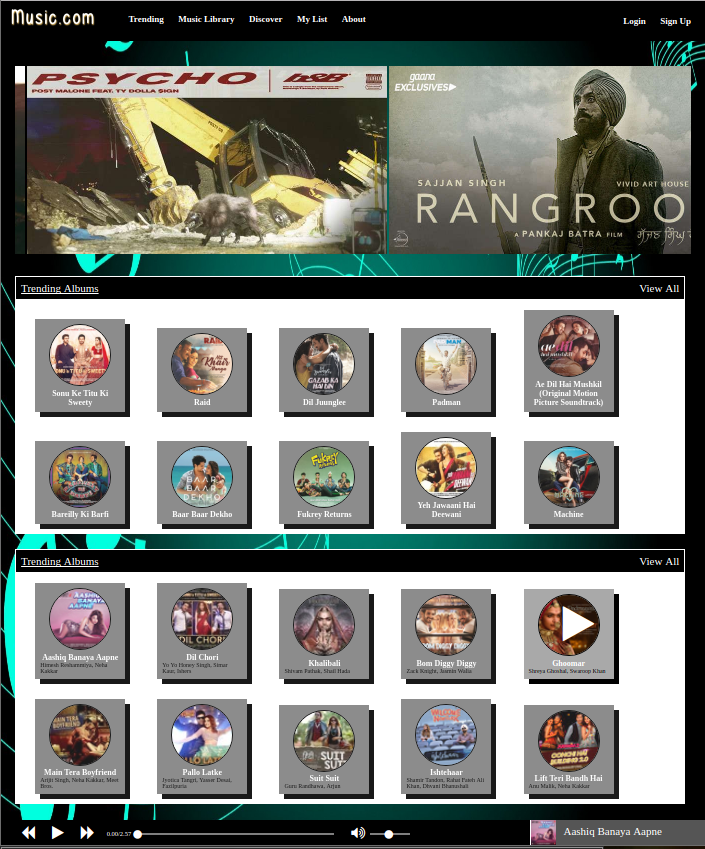 Music.com
Trending Music Library Discover My List About
Login Sign Up
PSYCHO b&B
POST MALONE FEAT. TY DOLLA $IGN
gaana
EXCLUSIVES
SAJJAN SINGH
VIVID ART HOUSE
RANGROO
A PANKAJ BATRA FILM
ਸੱਜਣ ਸਿੰਘ
Trending Albums
View All
Sonu Ke Titu Ki
Sweety
Raid
Dil Juunglee
Padman
Ae Dil Hai Mushkil
(Original Motion
Picture Soundtrack)
Bareilly Ki Barfi
Baar Baar Dekho
Fukrey Returns
Yeh Jawaani Hai
Deewani
Machine
Trending Albums
View All
Aashiq Banaya Aapne
Himesh Reshammiya, Neha
Kakkar
Dil Chori
Yo Yo Honey Singh, Simar
Kaur, Ishers
Khalibali
Shivam Pathak, Shail Hada
Bom Diggy Diggy
Zack Knight, Jasmin Walia
Ghoomar
Shreya Ghoshal, Swaroop Khan
Main Tera Boyfriend
Arijit Singh, Neha Kakkar, Meet
Bros.
Pallo Latke
Jyotica Tangri, Yasser Desai,
Fazilpuria
Suit Suit
Guru Randhawa, Arjun
Ishtehaar
Shamir Tandon, Rahat Fateh Ali
Khan, Dhvani Bhanushali
Lift Teri Bandh Hai
Anu Malik, Neha Kakkar
0.00/2.57
Aashiq Banaya Aapne